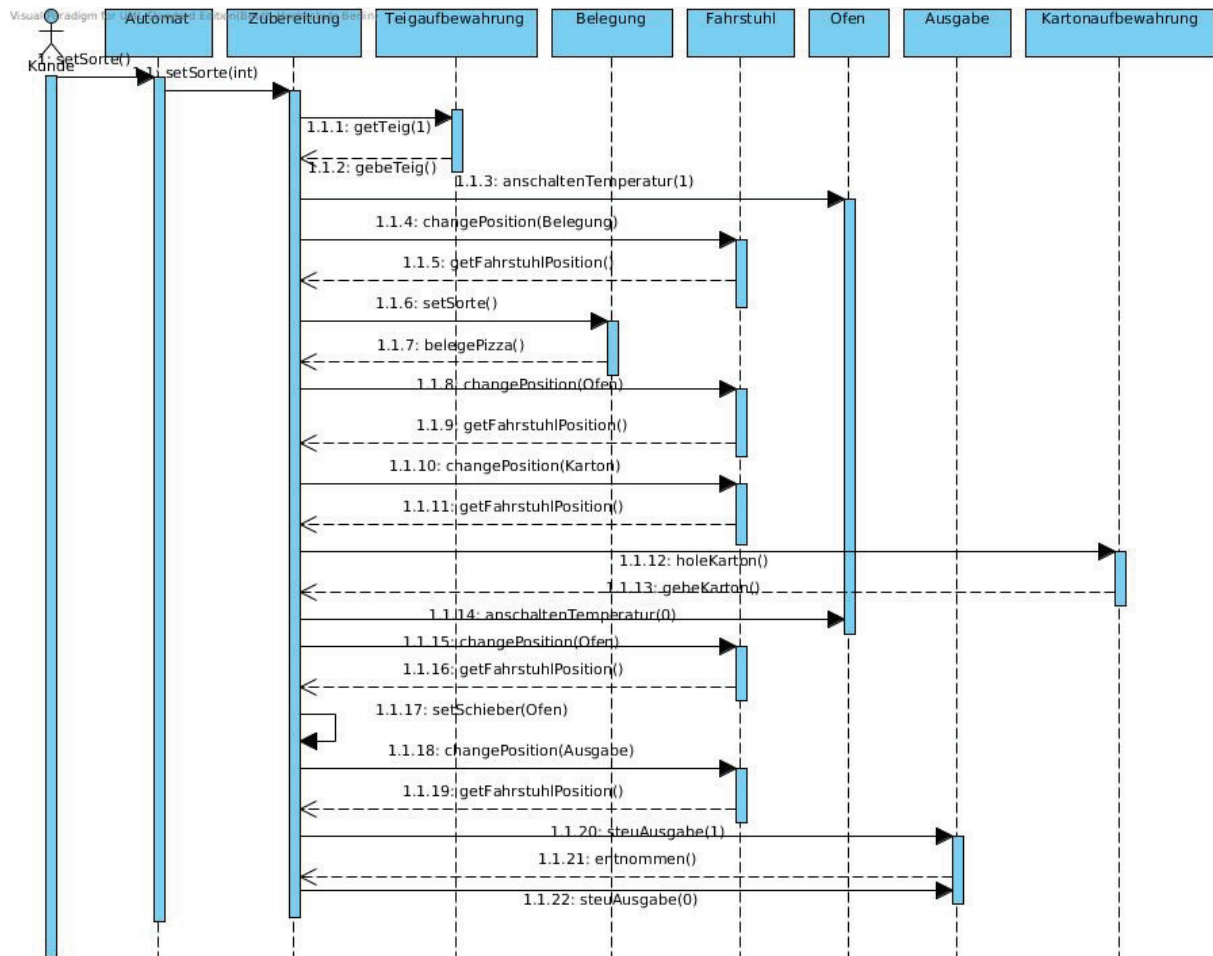 Visual Paradigm for UML Standard Edition(
Automat
Zubereitung
Teigaufbewahrung
Belegung
Fahrstuhl
Ofen
Ausgabe
Kartonaufbewahrung
Kunde
1: setSorte()
1.1: setSorte(int)
1.1.1: getTeig(1)
1.1.2: gebeTeig()
1.1.3: anschaltenTemperatur(1)
1.1.4: changePosition(Belegung)
1.1.5: getFahrstuhlPosition()
1.1.6: setSorte()
1.1.7: belegePizza()
1.1.8: changePosition(Ofen)
1.1.9: getFahrstuhlPosition()
1.1.10: changePosition(Karton)
1.1.11: getFahrstuhlPosition()
1.1.12: holeKarton()
1.1.13: gebeKarton()
1.1.14: anschaltenTemperatur(0)
1.1.15: changePosition(Ofen)
1.1.16: getFahrstuhlPosition()
1.1.17: setSchieber(Ofen)
1.1.18: changePosition(Ausgabe)
1.1.19: getFahrstuhlPosition()
1.1.20: steuAusgabe(1)
1.1.21: entnommen()
1.1.22: steuAusgabe(0)